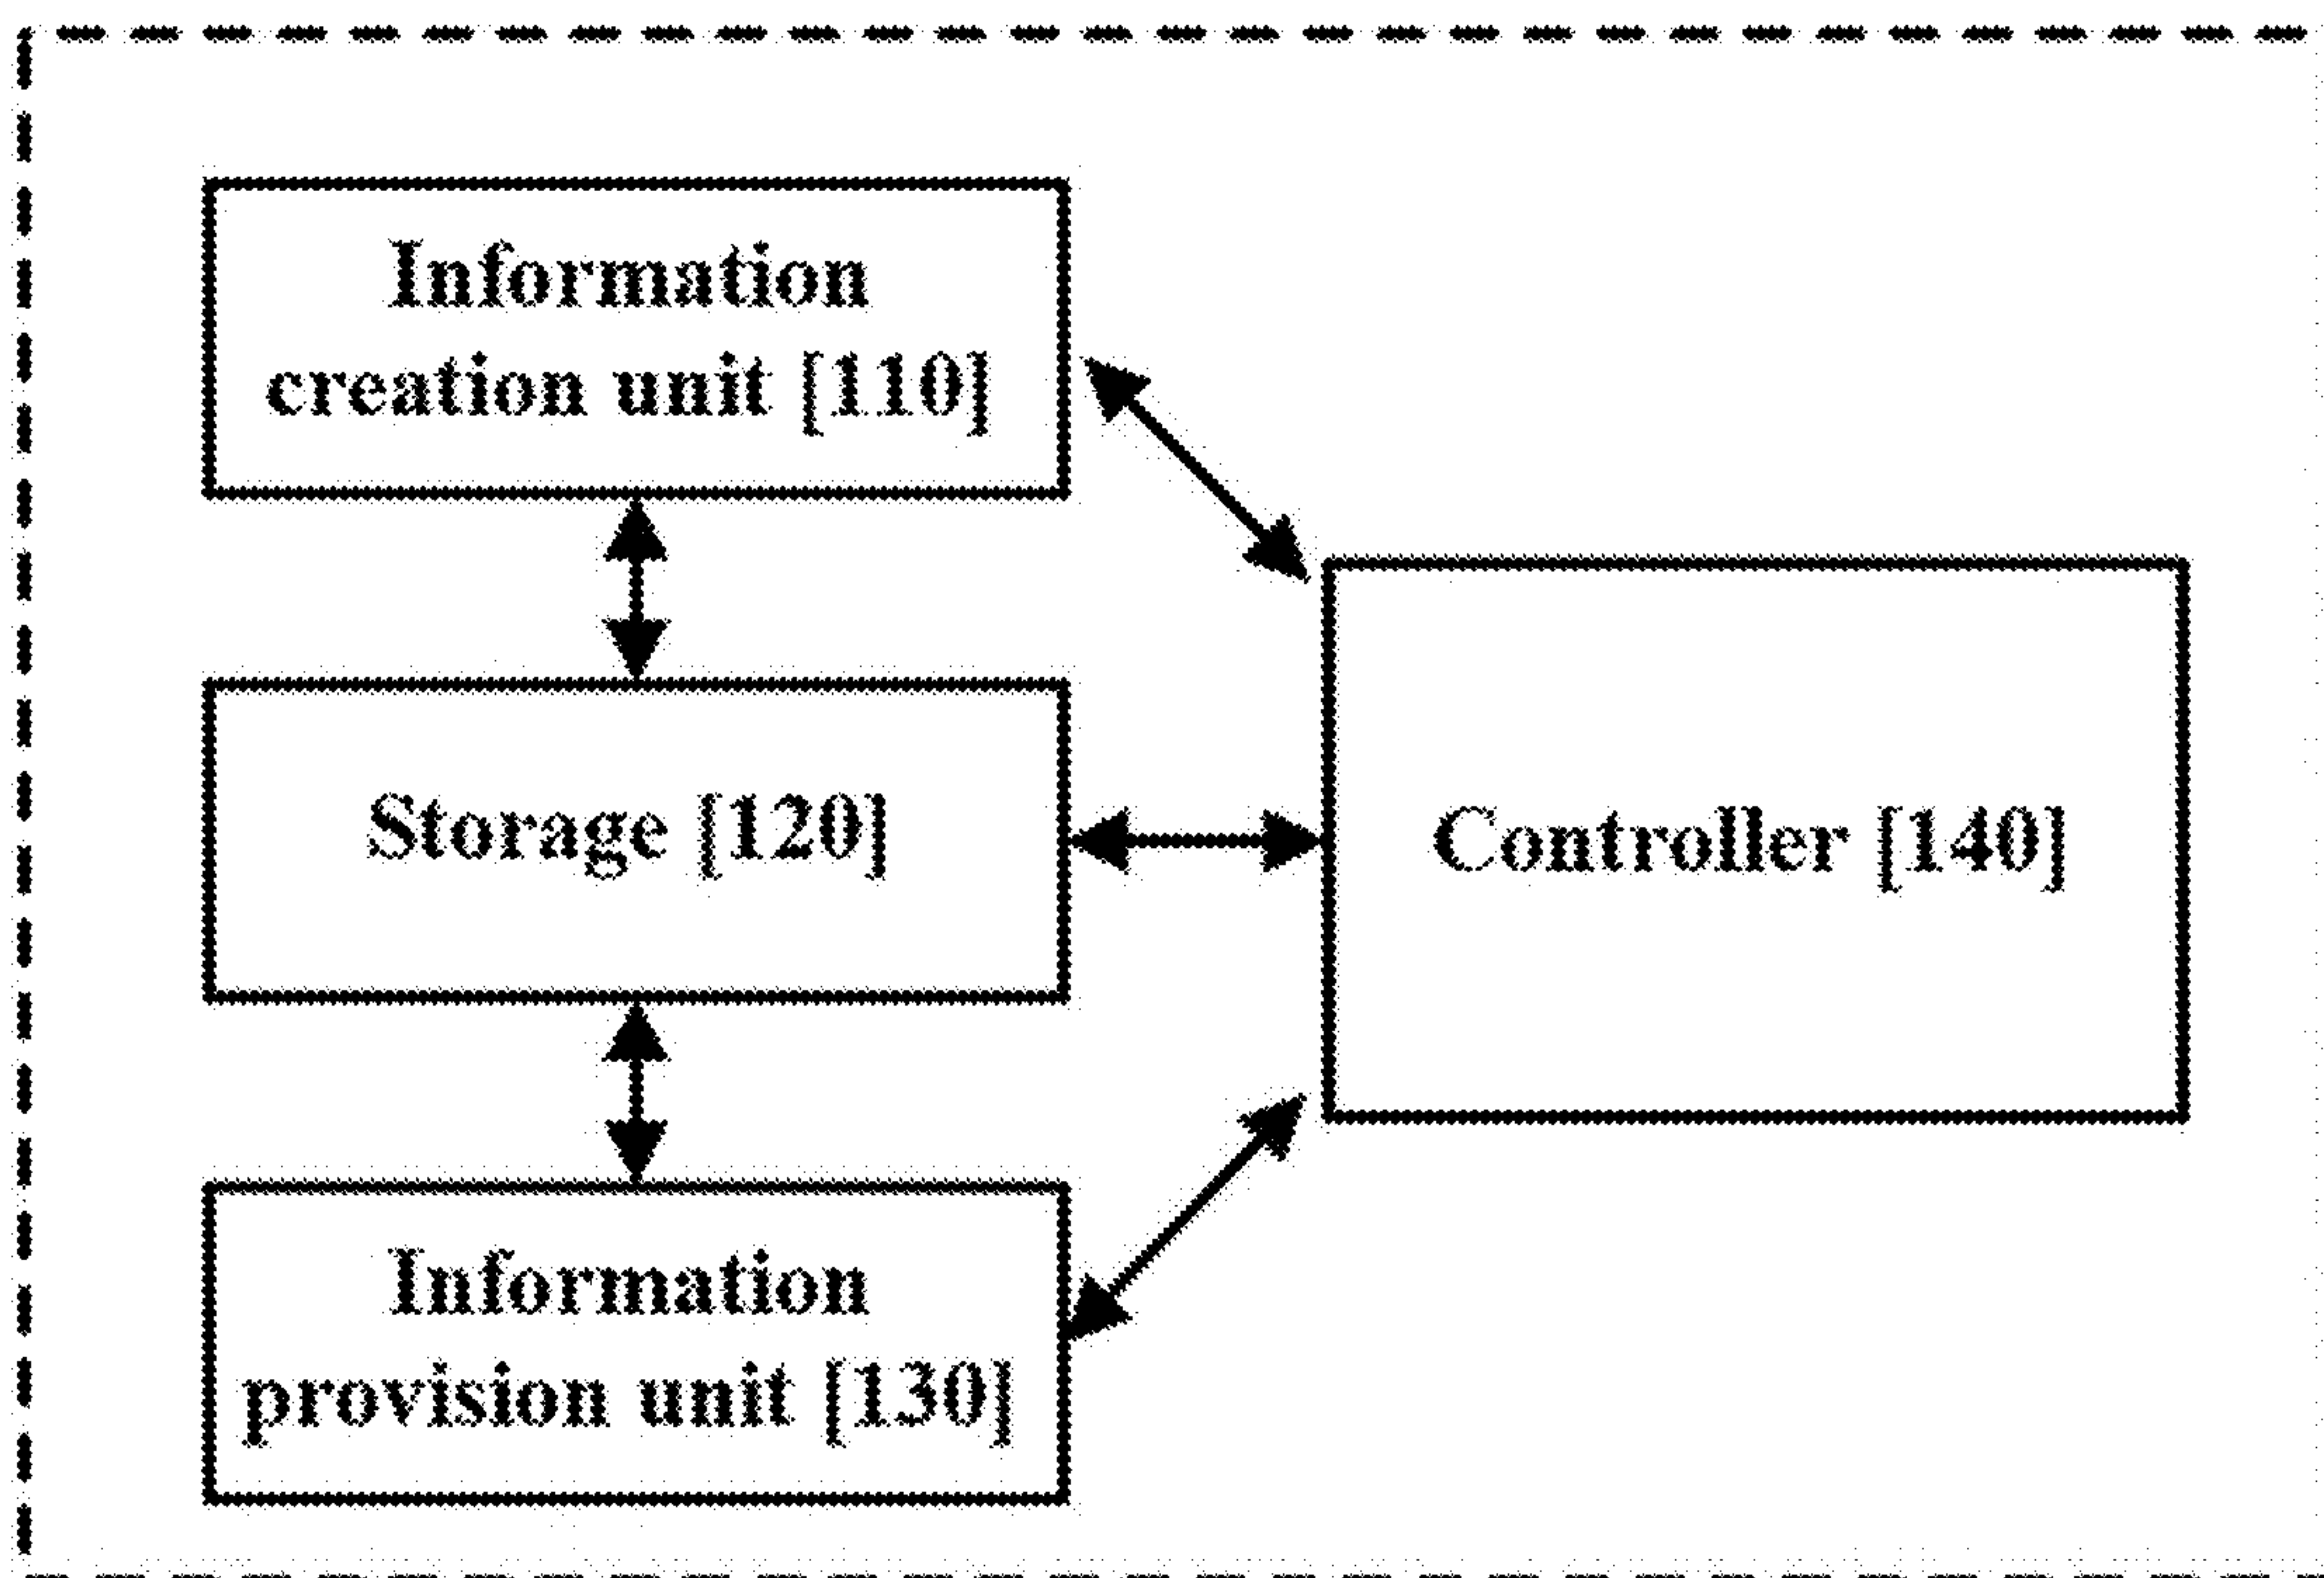 Information
creation unit [110]
Storage [120]
Controller [140]
Information
provision unit [130]